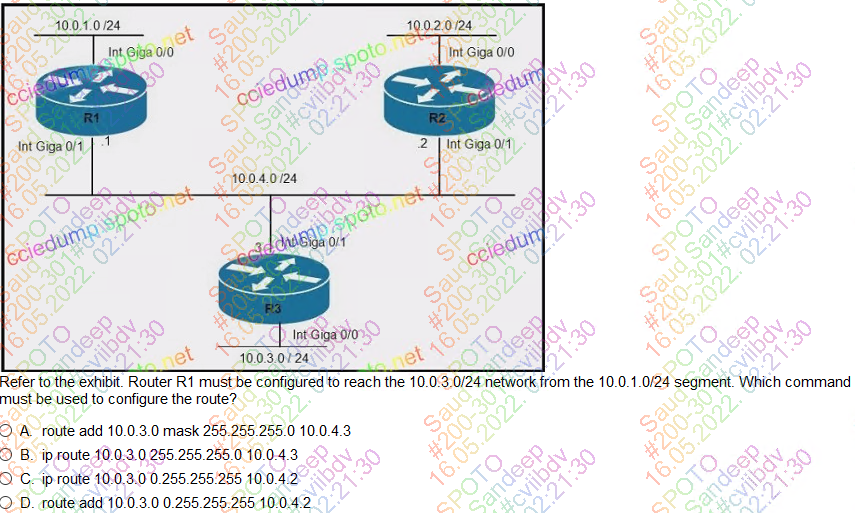 10.0.1.0 /24
10.0.2.0 /24
Int Giga 0/0
Int Giga 0/0
R1
R2
Int Giga 0/1
.1
.2
Int Giga 0/1
10.0.4.0 /24
.3
Int Giga 0/1
R3
Int Giga 0/0
10.0.3.0 / 24
Refer to the exhibit. Router R1 must be configured to reach the 10.0.3.0/24 network from the 10.0.1.0/24 segment. Which command
must be used to configure the route?
A. route add 10.0.3.0 mask 255.255.255.0 10.0.4.3
B. ip route 10.0.3.0 255.255.255.0 10.0.4.3
C. ip route 10.0.3.0 0.255.255.255 10.0.4.2
D. route add 10.0.3.0 0.255.255.255 10.0.4.2
cciedump.spoto.net
SPOTO
Saud Sandeep
#200-301#cviibdv
16.05.2022. 02:21:30